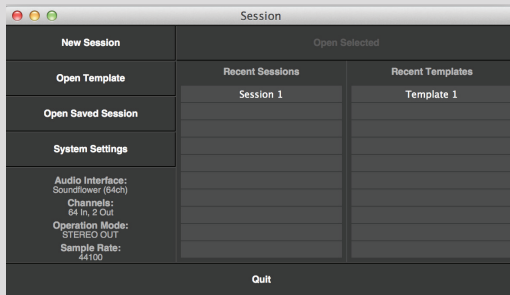 Session
New Session
Open Selected
Open Template
Open Saved Session
System Settings
Audio Interface:
Soundflower (64ch)
Channels:
64 In, 2 Out
Operation Mode:
STEREO OUT
Sample Rate:
44100
Recent Sessions
Session 1
Recent Templates
Template 1
Quit